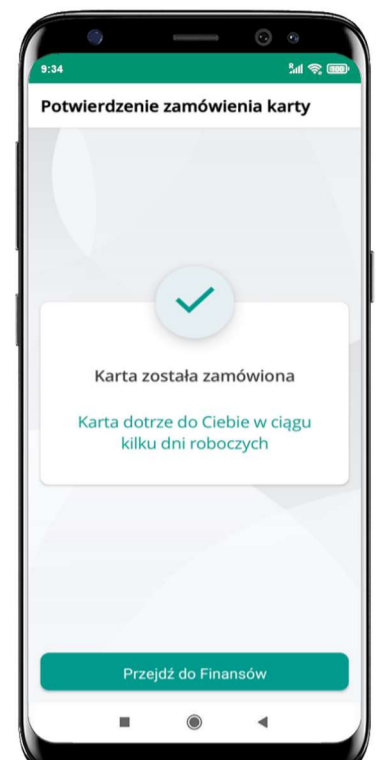 9:34
100
Potwierdzenie zamówienia karty
Karta została zamówiona
Karta dotrze do Ciebie w ciągu
kilku dni roboczych
Przejdź do Finansów